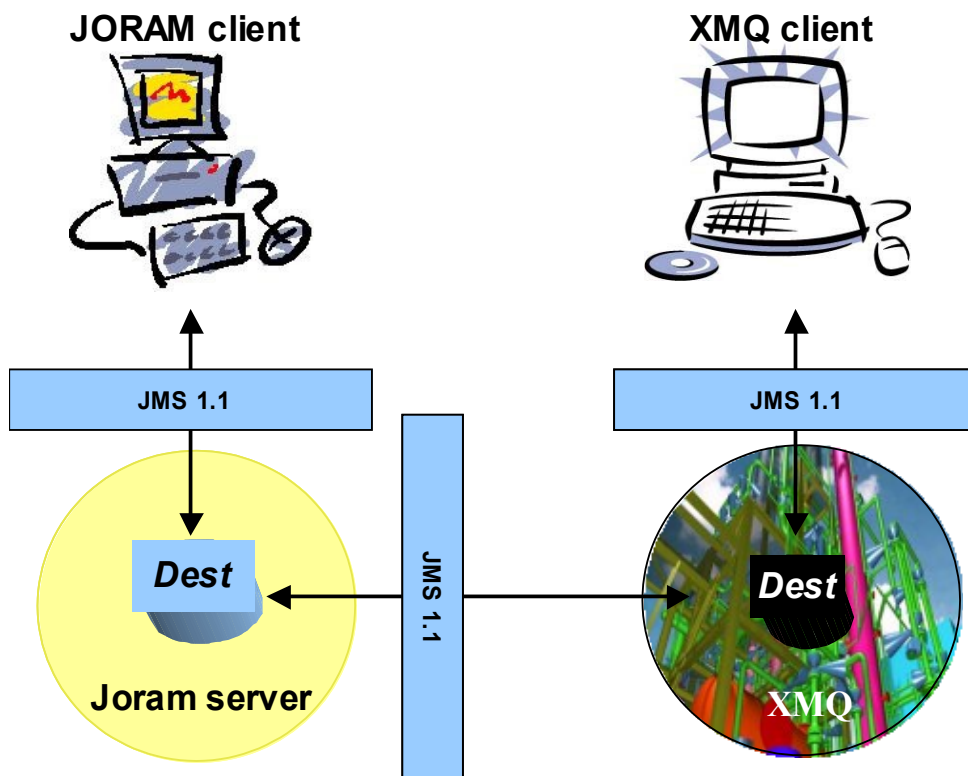 JORAM client
XMQ client
JMS 1.1
JMS 1.1
JMS 1.1
Dest
Dest
Joram server
XMQ